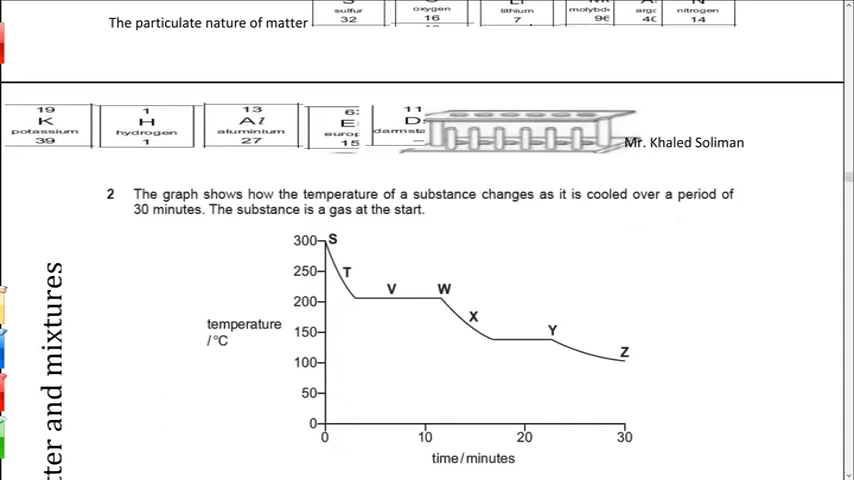 The particulate nature of matter
sulfur
32
oxygen
16
lithium
7
nitrogen
14
19
K
potassium
39
1
H
hydrogen
1
13
Al
aluminium
27
Mr. Khaled Soliman
2 The graph shows how the temperature of a substance changes as it is cooled over a period of
30 minutes. The substance is a gas at the start.
300
S
250
T
V
W
200
X
temperature
/°C
150
Y
Z
100
50
0
0
10
20
30
time/minutes
tter and mixtures